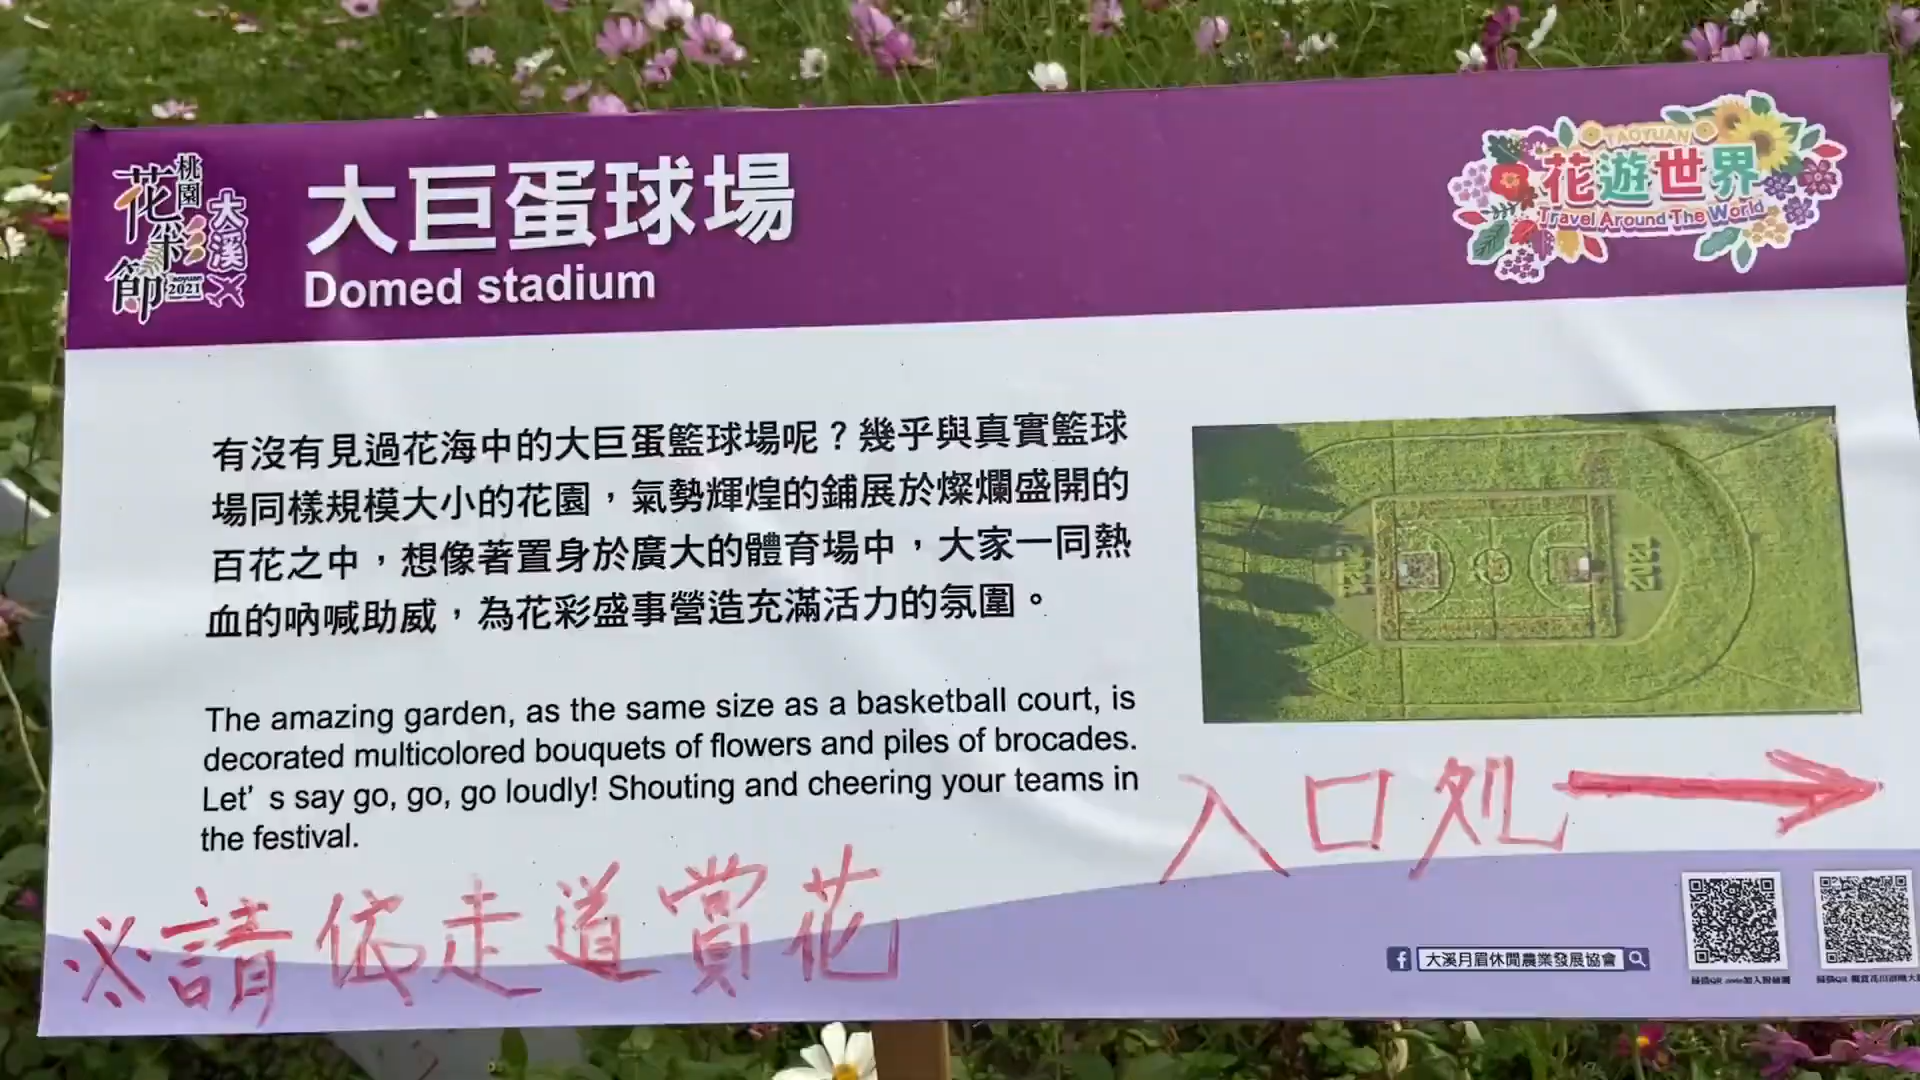 桃園
花彩節
大溪
Taoyuan
2021
大巨蛋球場
Domed stadium
TAOYUAN
花遊世界
Travel Around The World
有沒有見過花海中的大巨蛋籃球場呢？幾乎與真實籃球
場同樣規模大小的花園，氣勢輝煌的鋪展於燦爛盛開的
百花之中，想像著置身於廣大的體育場中，大家一同熱
血的吶喊助威，為花彩盛事營造充滿活力的氛圍。
The amazing garden, as the same size as a basketball court, is
decorated multicolored bouquets of flowers and piles of brocades.
Let’ s say go, go, go loudly! Shouting and cheering your teams in
the festival.
2021
入口処
※請依走道賞花
大溪月眉休閒農業發展協會